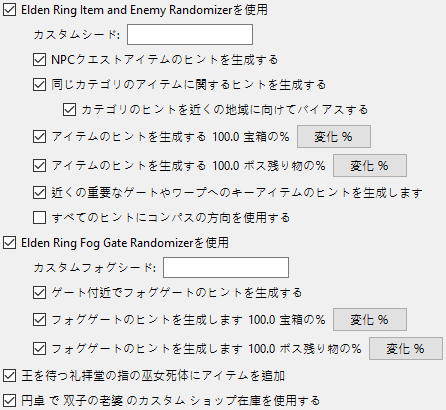 Elden Ring Item and Enemy Randomizerを使用
カスタムシード:
NPCクエストアイテムのヒントを生成する
同じカテゴリのアイテムに関するヒントを生成する
カテゴリのヒントを近くの地域に向けてバイアスする
アイテムのヒントを生成する 100.0 宝箱の% 変化 %
アイテムのヒントを生成する 100.0 ボス残り物の% 変化 %
近くの重要なゲートやワープへのキーアイテムのヒントを生成します
すべてのヒントにコンパスの方向を使用する
Elden Ring Fog Gate Randomizerを使用
カスタムフォグシード:
ゲート付近でフォグゲートのヒントを生成する
フォグゲートのヒントを生成します 100.0 宝箱の% 変化 %
フォグゲートのヒントを生成します 100.0 ボス残り物の% 変化 %
王を待つ礼拝堂の指の巫女死体にアイテムを追加
円卓 で 双子の老婆 のカスタム ショップ在庫を使用する